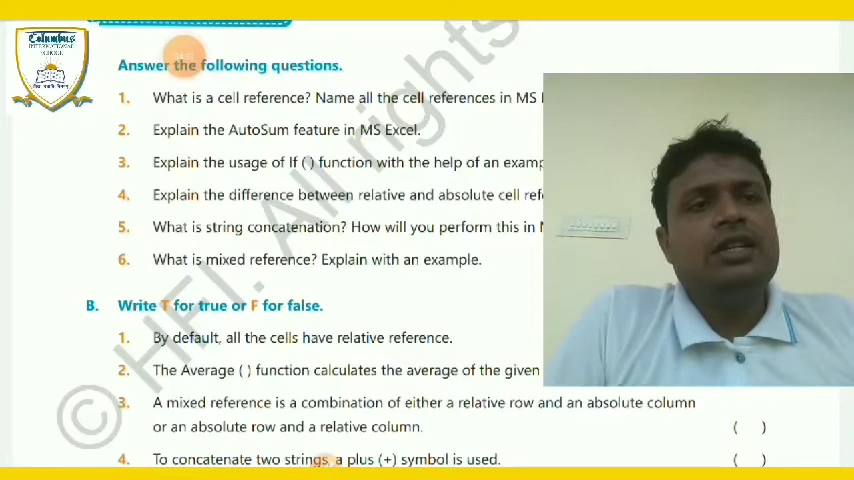 Columbus
INTERNATIONAL
SCHOOL
Answer the following questions.
1. What is a cell reference? Name all the cell references in MS
2. Explain the AutoSum feature in MS Excel.
3. Explain the usage of If ( ) function with the help of an examp
4. Explain the difference between relative and absolute cell ref
5. What is string concatenation? How will you perform this in
6. What is mixed reference? Explain with an example.
B. Write T for true or F for false.
1. By default, all the cells have relative reference.
2. The Average ( ) function calculates the average of the given
3. A mixed reference is a combination of either a relative row and an absolute column
or an absolute row and a relative column. ( )
4. To concatenate two strings, a plus (+) symbol is used. ( )
© HFI. All rights